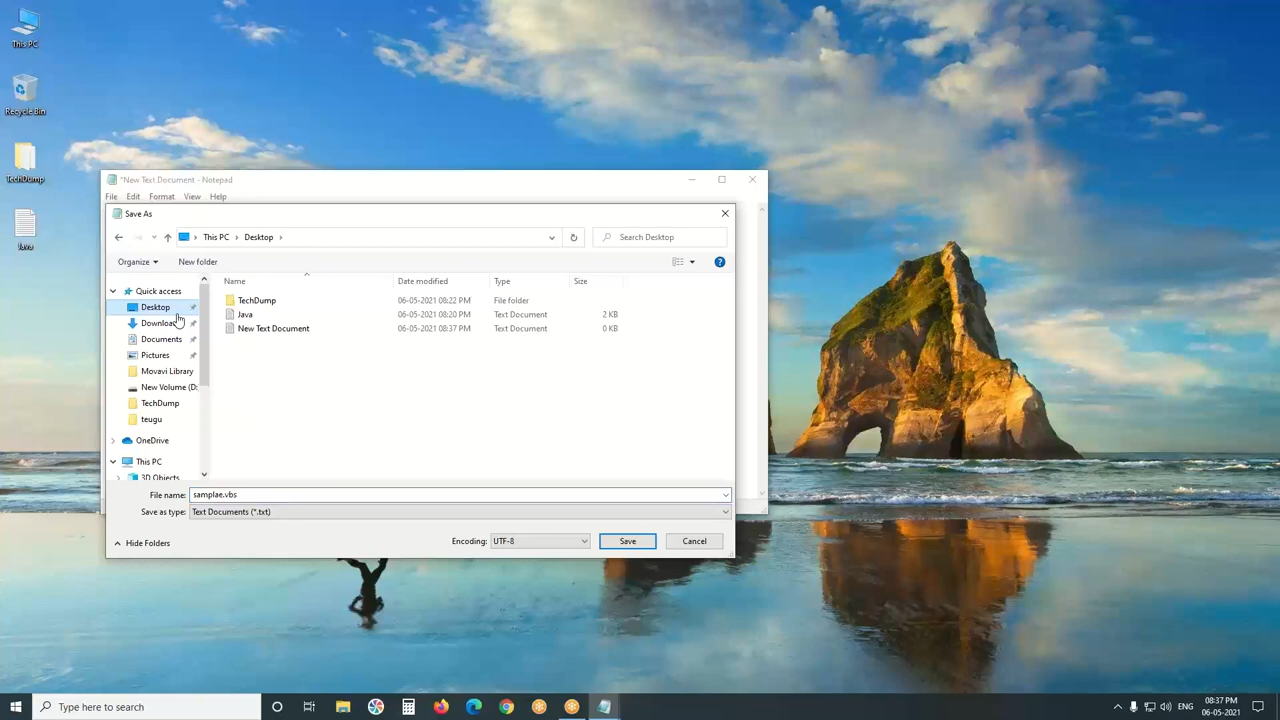 This PC
Recycle Bin
TechDump
Java
*New Text Document - Notepad
File Edit Format View Help
Save As
This PC Desktop
Search Desktop
Organize New folder
Name Date modified Type Size
TechDump 06-05-2021 08:22 PM File folder
Java 06-05-2021 08:20 PM Text Document 2 KB
New Text Document 06-05-2021 08:37 PM Text Document 0 KB
Quick access
Desktop
Downloa
Documents
Pictures
Movavi Library
New Volume (D:
TechDump
teugu
OneDrive
This PC
3D Objects
File name: samplae.vbs
Save as type: Text Documents (*.txt)
Hide Folders
Encoding: UTF-8 Save Cancel
Type here to search
ENG
08:37 PM
06-05-2021